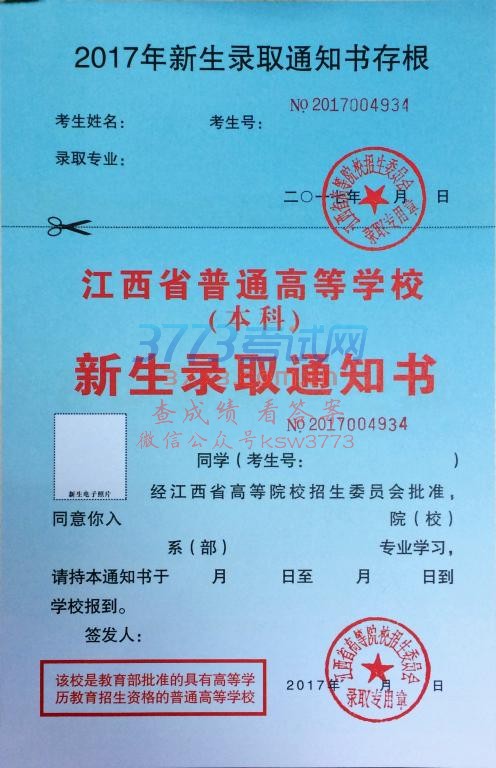 2017年新生录取通知书存根
№ 2017004934
考生姓名： 考生号：
录取专业：
江西省高等院校招生委员会
录取专用章
二〇一七年 月 日
江西省普通高等学校
（本科）
3773考试网
新生录取通知书
查成绩 看答案
№ 2017004934
微信公众号ksw3773
同学（考生号： ）
新生电子照片
经江西省高等院校招生委员会批准，
同意你入 院（校）
系（部） 专业学习，
请持本通知书于 月 日至 月 日到
学校报到。
签发人：
江西省高等院校招生委员会
录取专用章
该校是教育部批准的具有高等学
历教育招生资格的普通高等学校
2017年 月 日